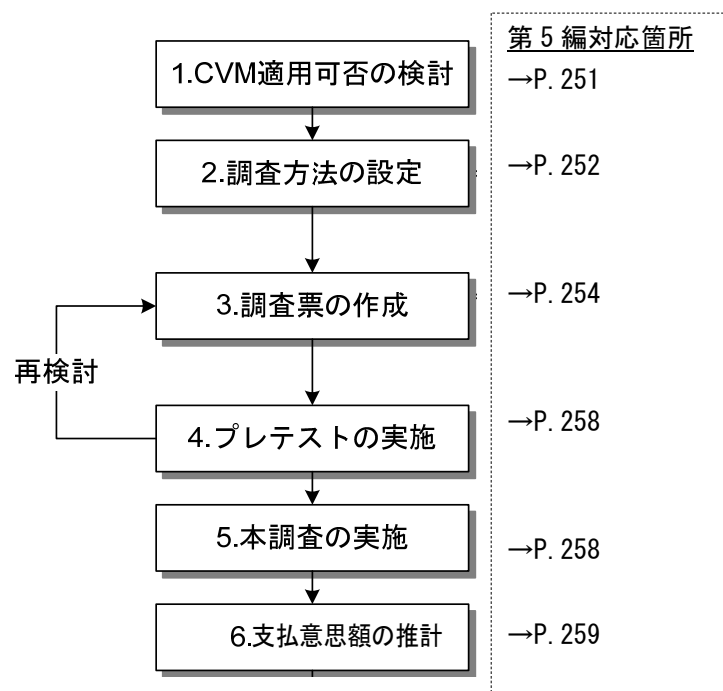 第5編対応箇所
1.CVM適用可否の検討
→P.251
2.調査方法の設定
→P.252
3.調査票の作成
→P.254
再検討
4.プレテストの実施
→P.258
5.本調査の実施
→P.258
6.支払意思額の推計
→P.259